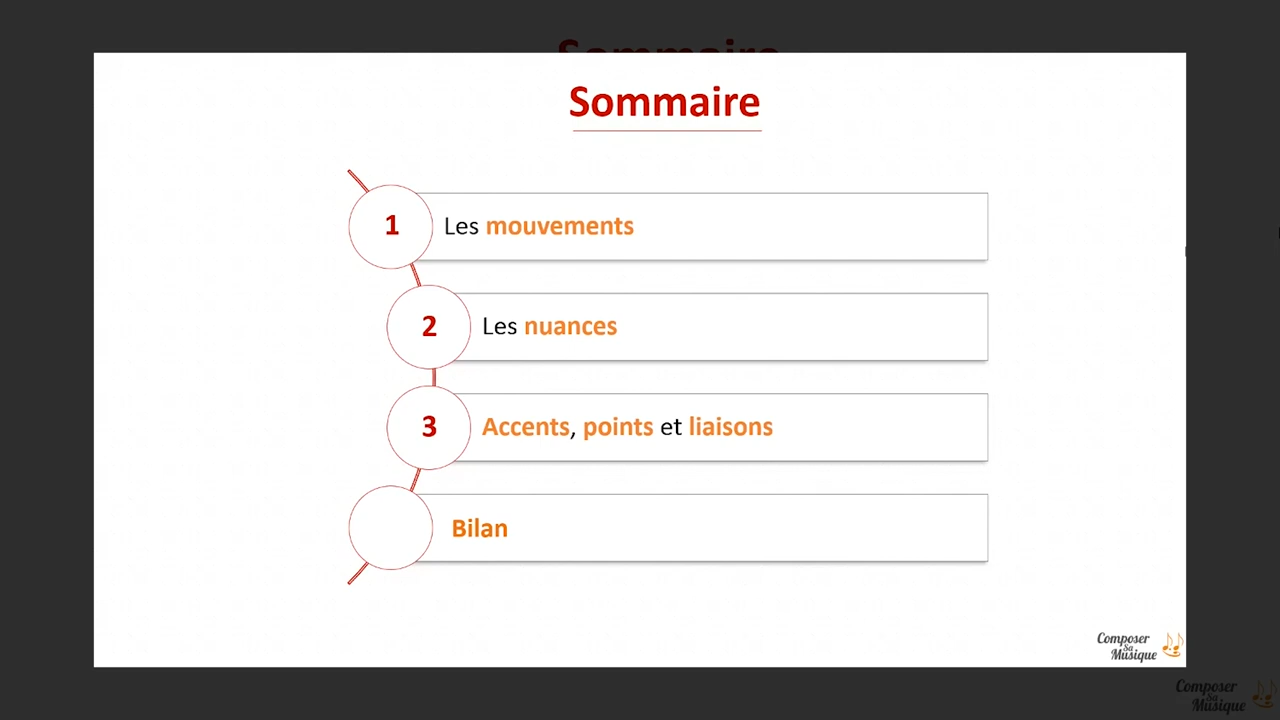 Sommaire
Sommaire
1 Les mouvements
2 Les nuances
3 Accents, points et liaisons
Bilan
Composer
Sa
Musique
Composer
Sa
Musique